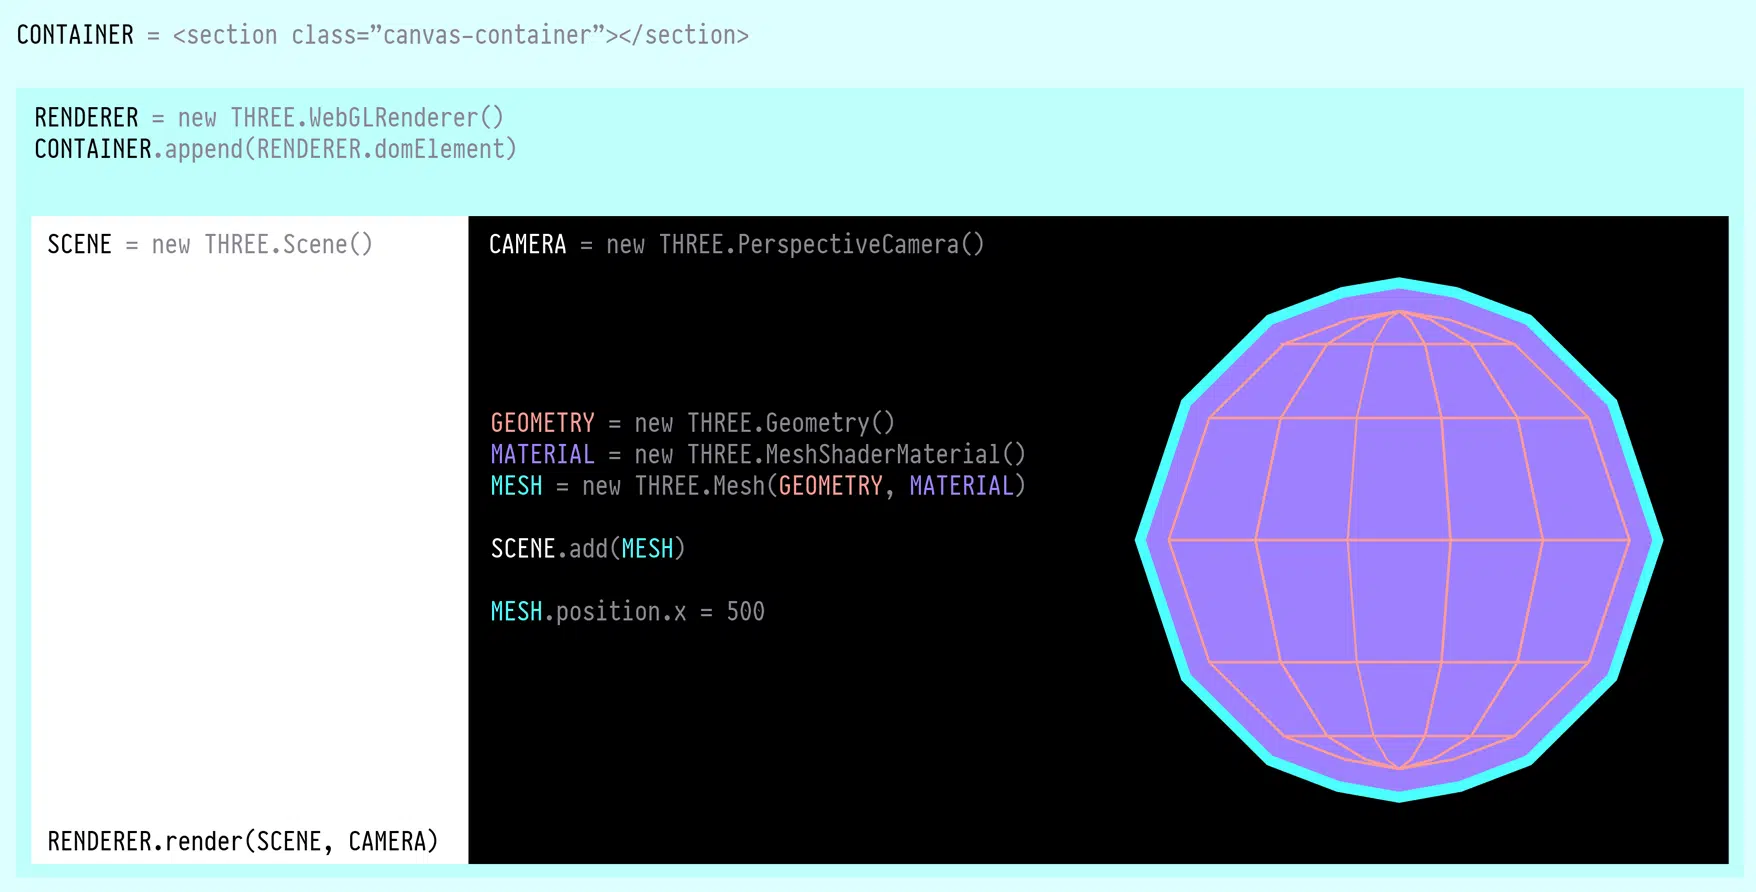 CONTAINER = <section class=”canvas-container”></section>
RENDERER = new THREE.WebGLRenderer()
CONTAINER.append(RENDERER.domElement)
SCENE = new THREE.Scene()
CAMERA = new THREE.PerspectiveCamera()
GEOMETRY = new THREE.Geometry()
MATERIAL = new THREE.MeshShaderMaterial()
MESH = new THREE.Mesh(GEOMETRY, MATERIAL)
SCENE.add(MESH)
MESH.position.x = 500
RENDERER.render(SCENE, CAMERA)